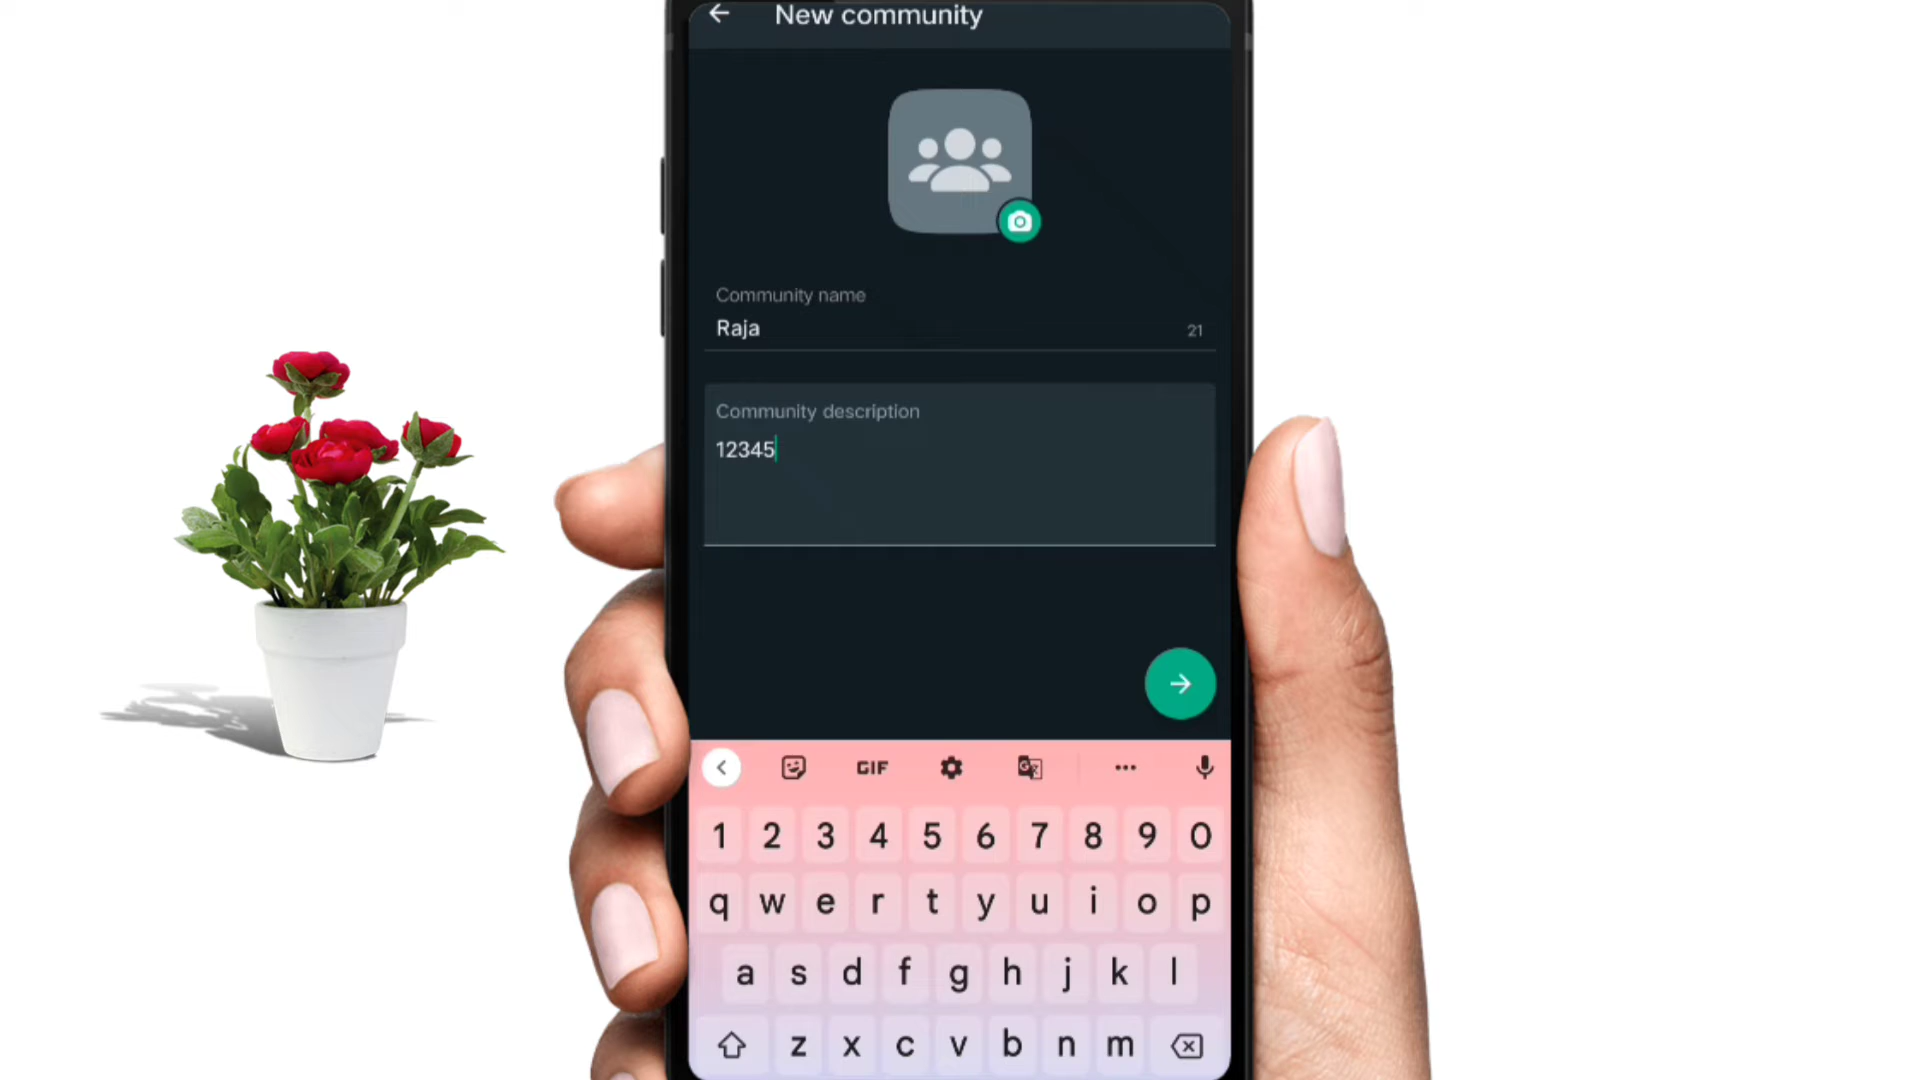 New community
Community name
Raja 21
Community description
12345
GIF
1 2 3 4 5 6 7 8 9 0
q w e r t y u i o p
a s d f g h j k l
z x c v b n m